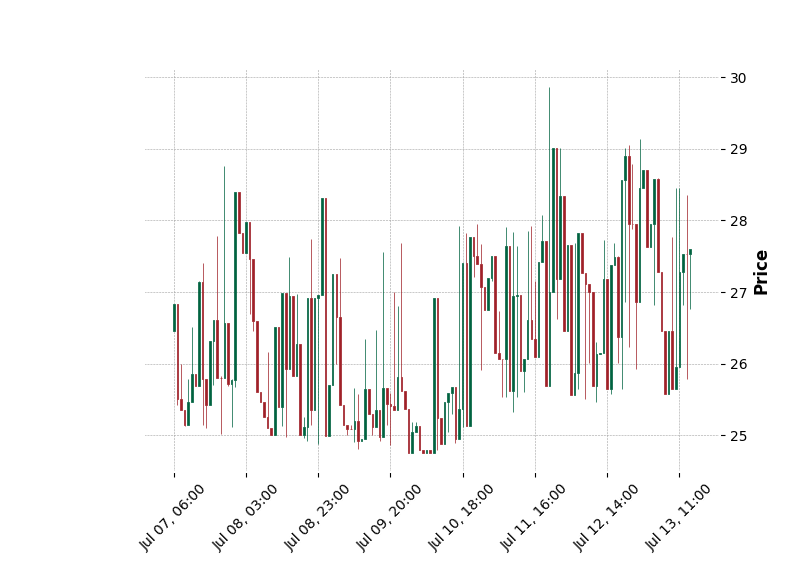 30
29
28
27
26
25
Price
Jul 07, 06:00
Jul 08, 03:00
Jul 08, 23:00
Jul 09, 20:00
Jul 10, 18:00
Jul 11, 16:00
Jul 12, 14:00
Jul 13, 11:00